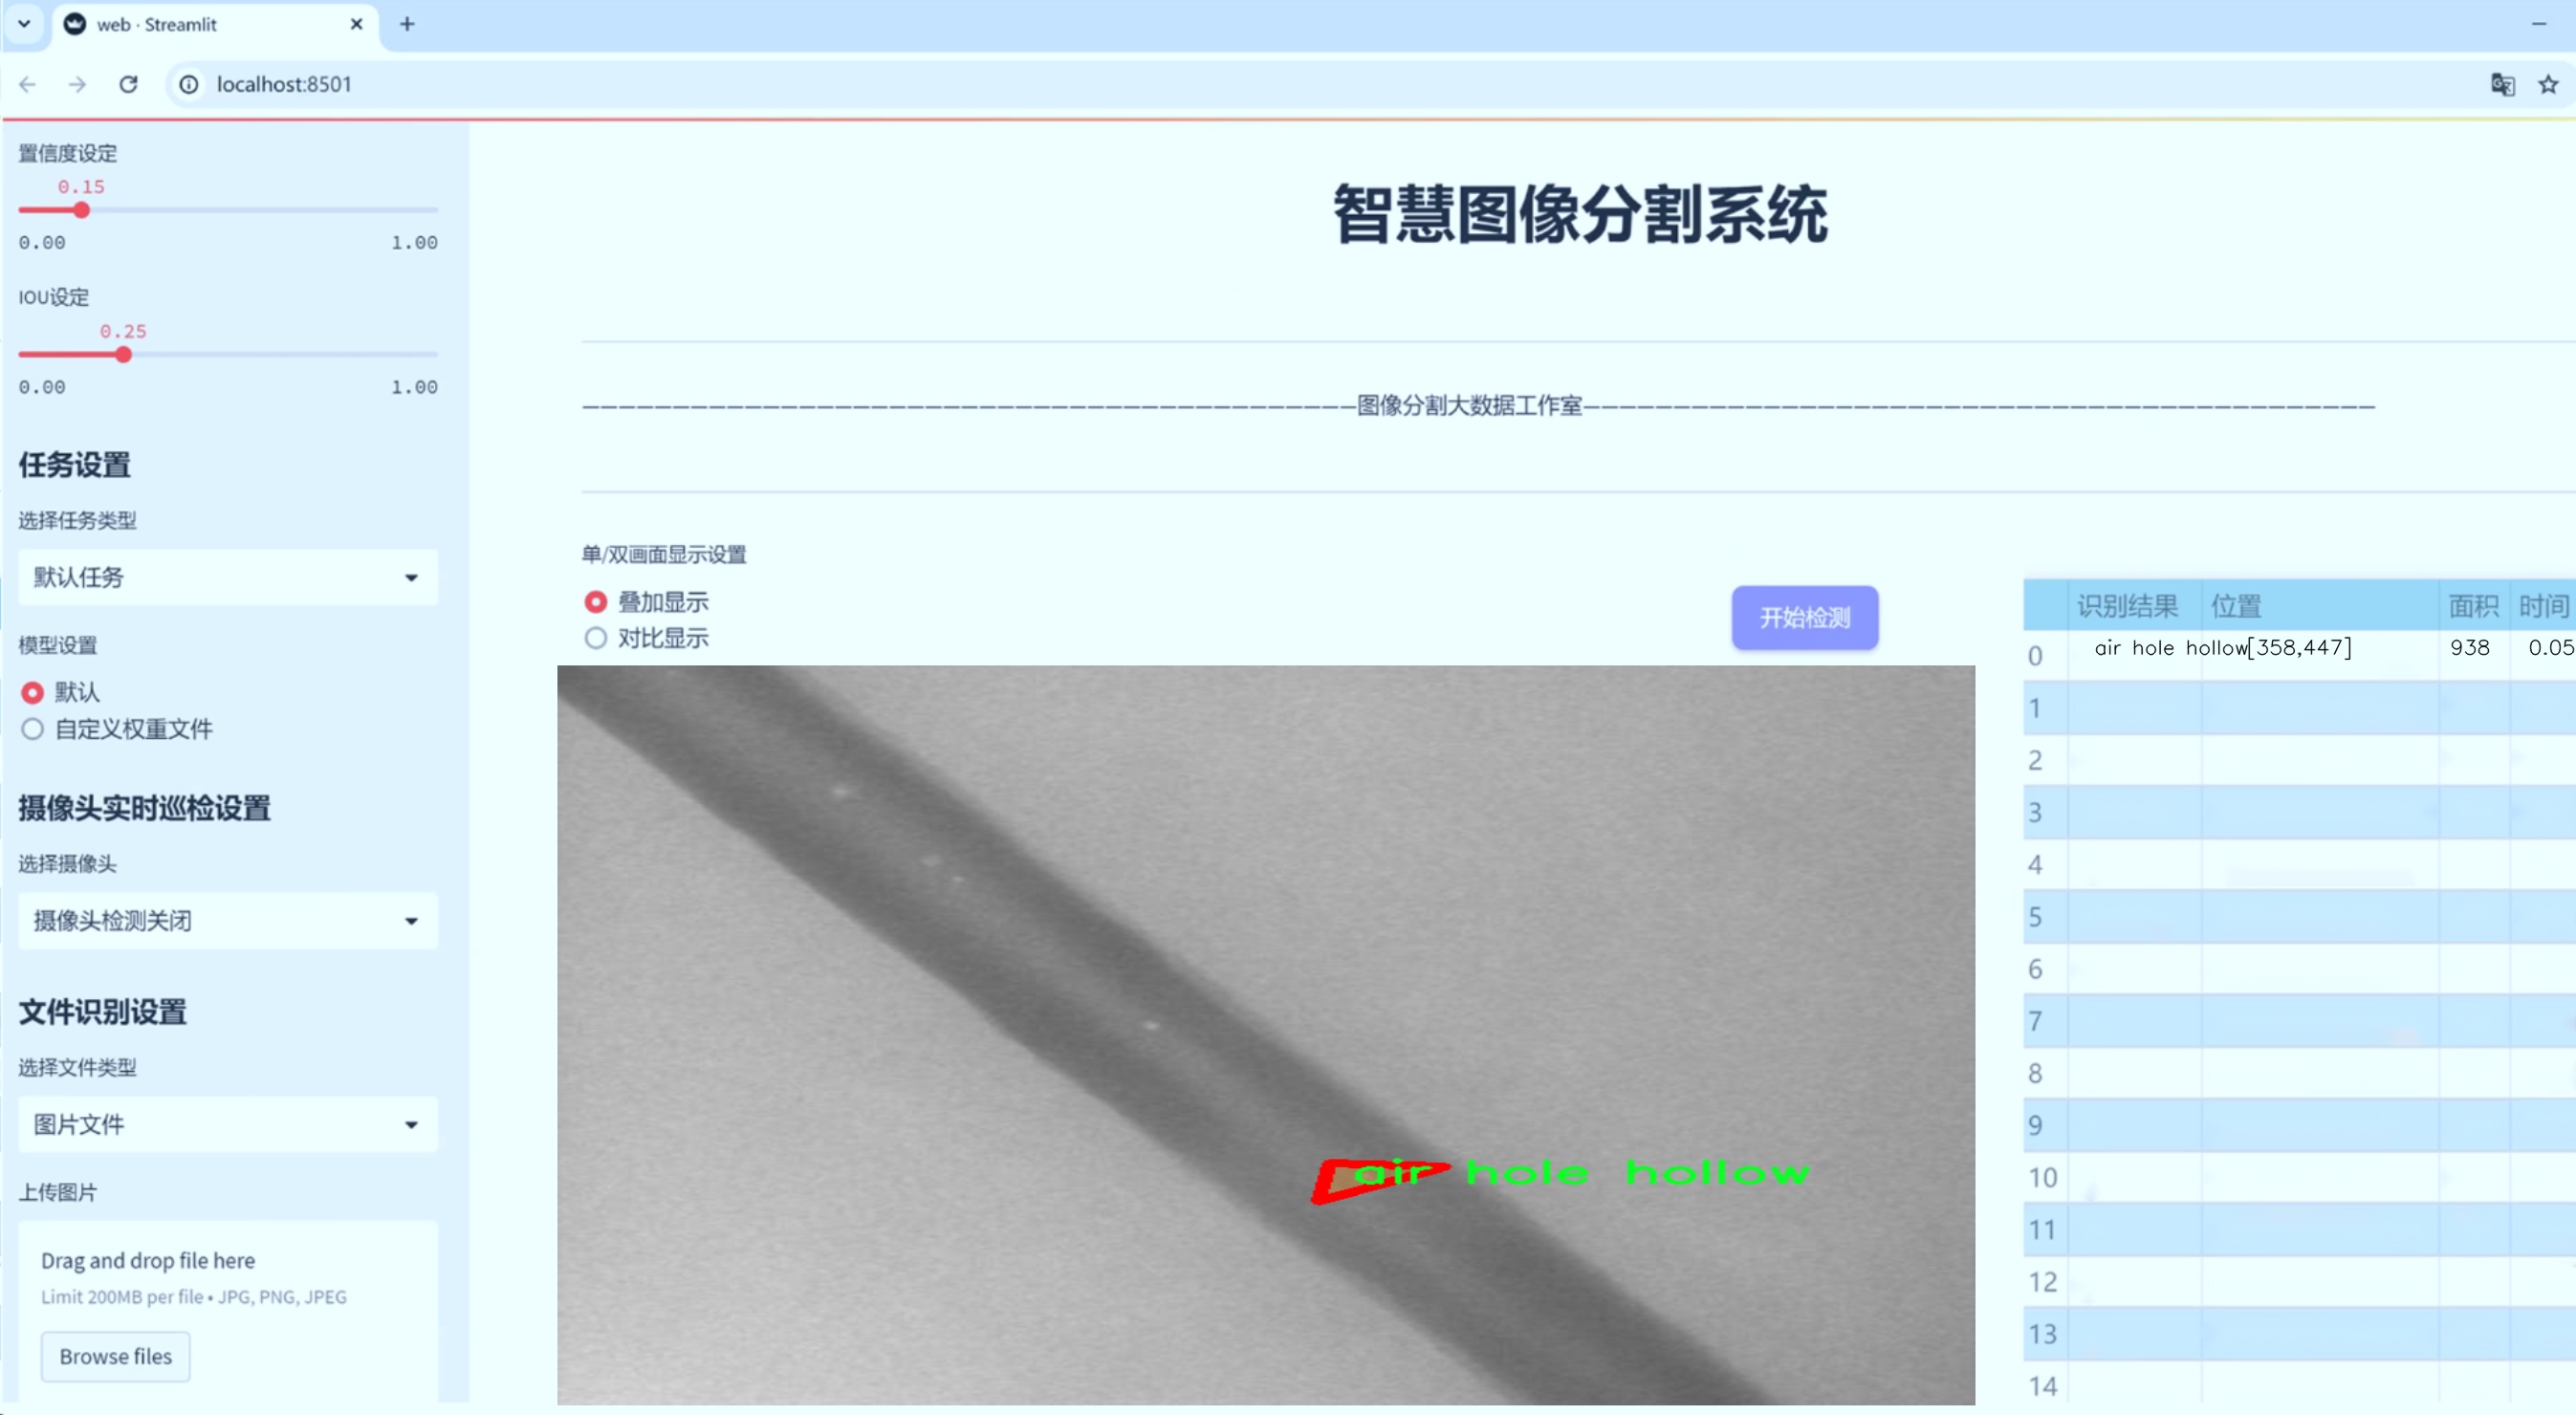 web · Streamlit
localhost:8501
置信度设定
0.15
0.00 1.00
IOU设定
0.25
0.00 1.00
任务设置
选择任务类型
默认任务
模型设置
默认
自定义权重文件
摄像头实时巡检设置
选择摄像头
摄像头检测关闭
文件识别设置
选择文件类型
图片文件
上传图片
Drag and drop file here
Limit 200MB per file • JPG, PNG, JPEG
Browse files
智慧图像分割系统
图像分割大数据工作室
单/双画面显示设置
叠加显示
对比显示
开始检测
air hole hollow
识别结果 位置 面积 时间
0 air hole hollow[358,447] 938 0.05
1
2
3
4
5
6
7
8
9
10
11
12
13
14